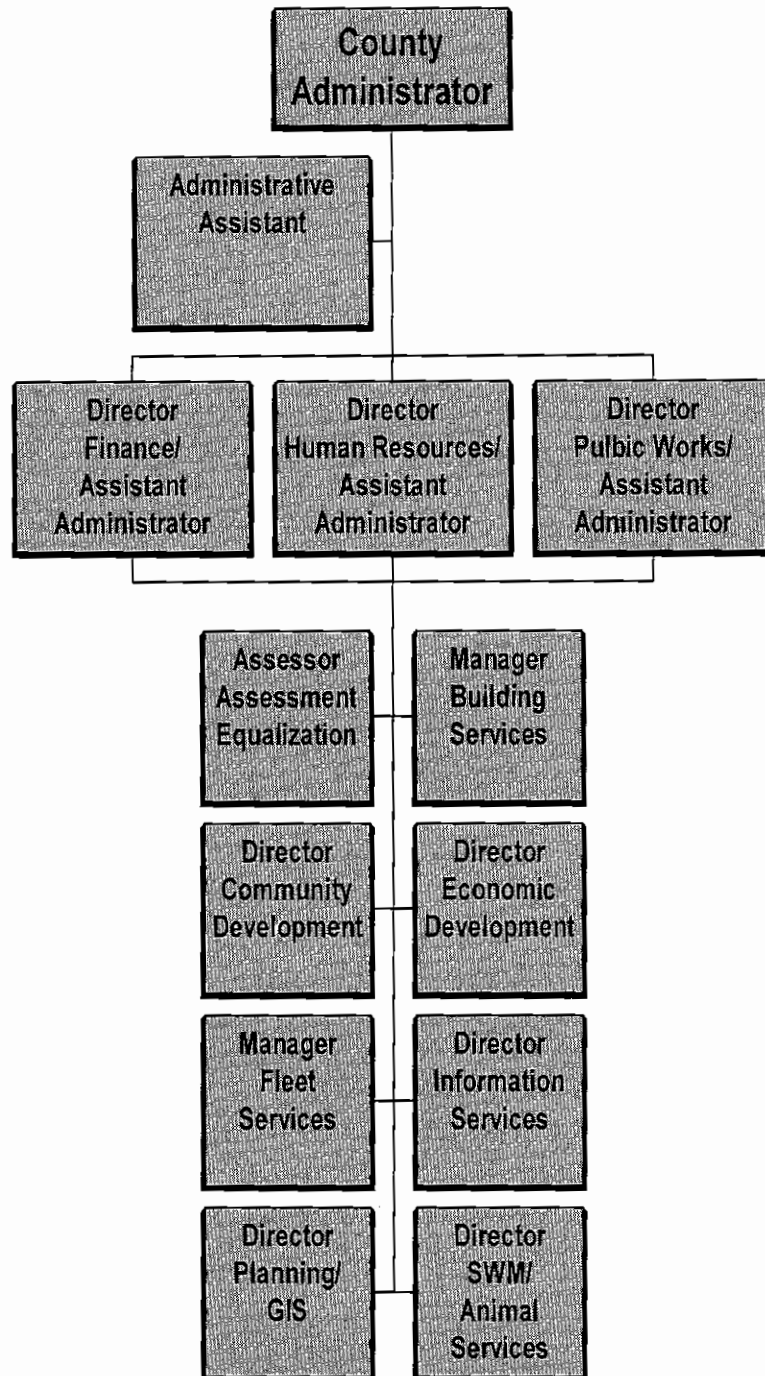 County
Administrator
Administrative
Assistant
Director
Finance/
Assistant
Administrator
Director
Human Resources/
Assistant
Administrator
Director
Pulbic Works/
Assistant
Administrator
Assessor
Assessment
Equalization
Manager
Building
Services
Director
Community
Development
Director
Economic
Development
Manager
Fleet
Services
Director
Information
Services
Director
Planning/
GIS
Director
SWM/
Animal
Services